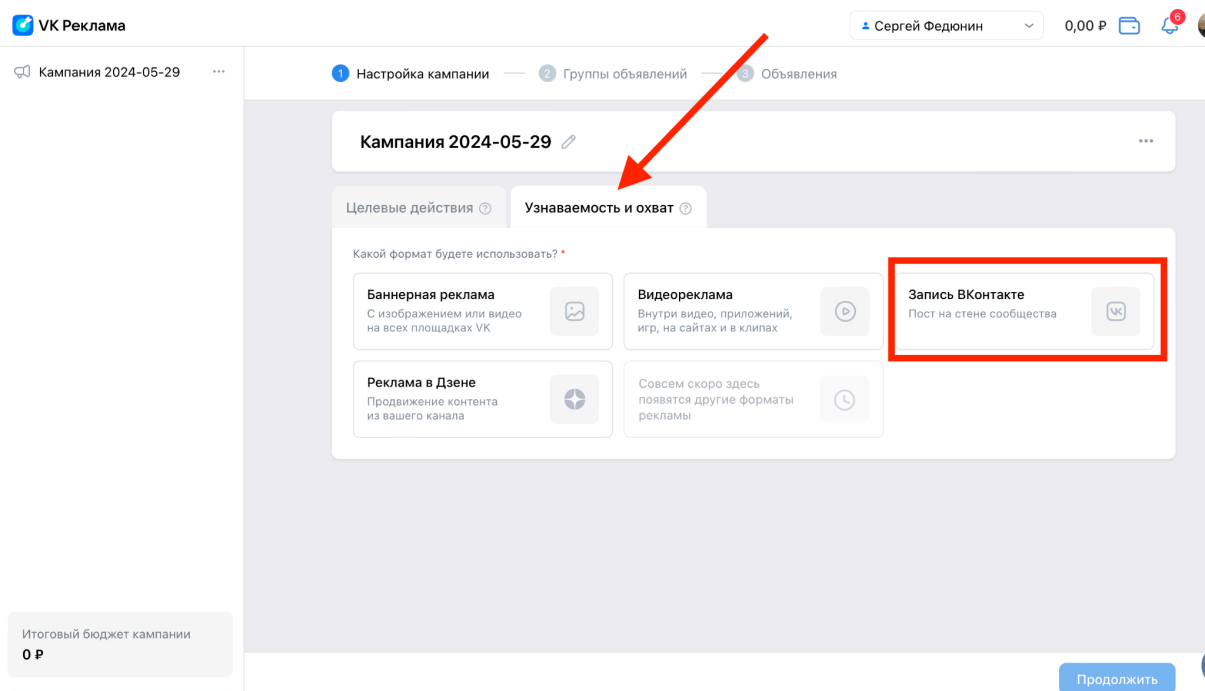 VK Реклама
Сергей Федюнин
0,00 ₽
6
Кампания 2024-05-29
1 Настройка кампании
2 Группы объявлений
3 Объявления
Кампания 2024-05-29
Целевые действия ?
Узнаваемость и охват ?
Какой формат будете использовать? *
Баннерная реклама
С изображением или видео
на всех площадках VK
Видеореклама
Внутри видео, приложений,
игр, на сайтах и в клипах
Запись ВКонтакте
Пост на стене сообщества
Реклама в Дзене
Продвижение контента
из вашего канала
Совсем скоро здесь
появятся другие форматы
рекламы
Итоговый бюджет кампании
0 ₽
Продолжить